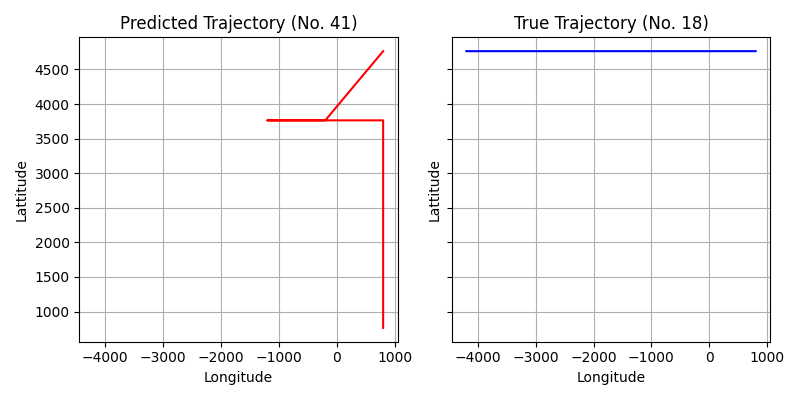 Predicted Trajectory (No. 41)
True Trajectory (No. 18)
Lattitude
4500
4000
3500
3000
2500
2000
1500
1000
−4000 −3000 −2000 −1000 0 1000
Longitude
Lattitude
−4000 −3000 −2000 −1000 0 1000
Longitude